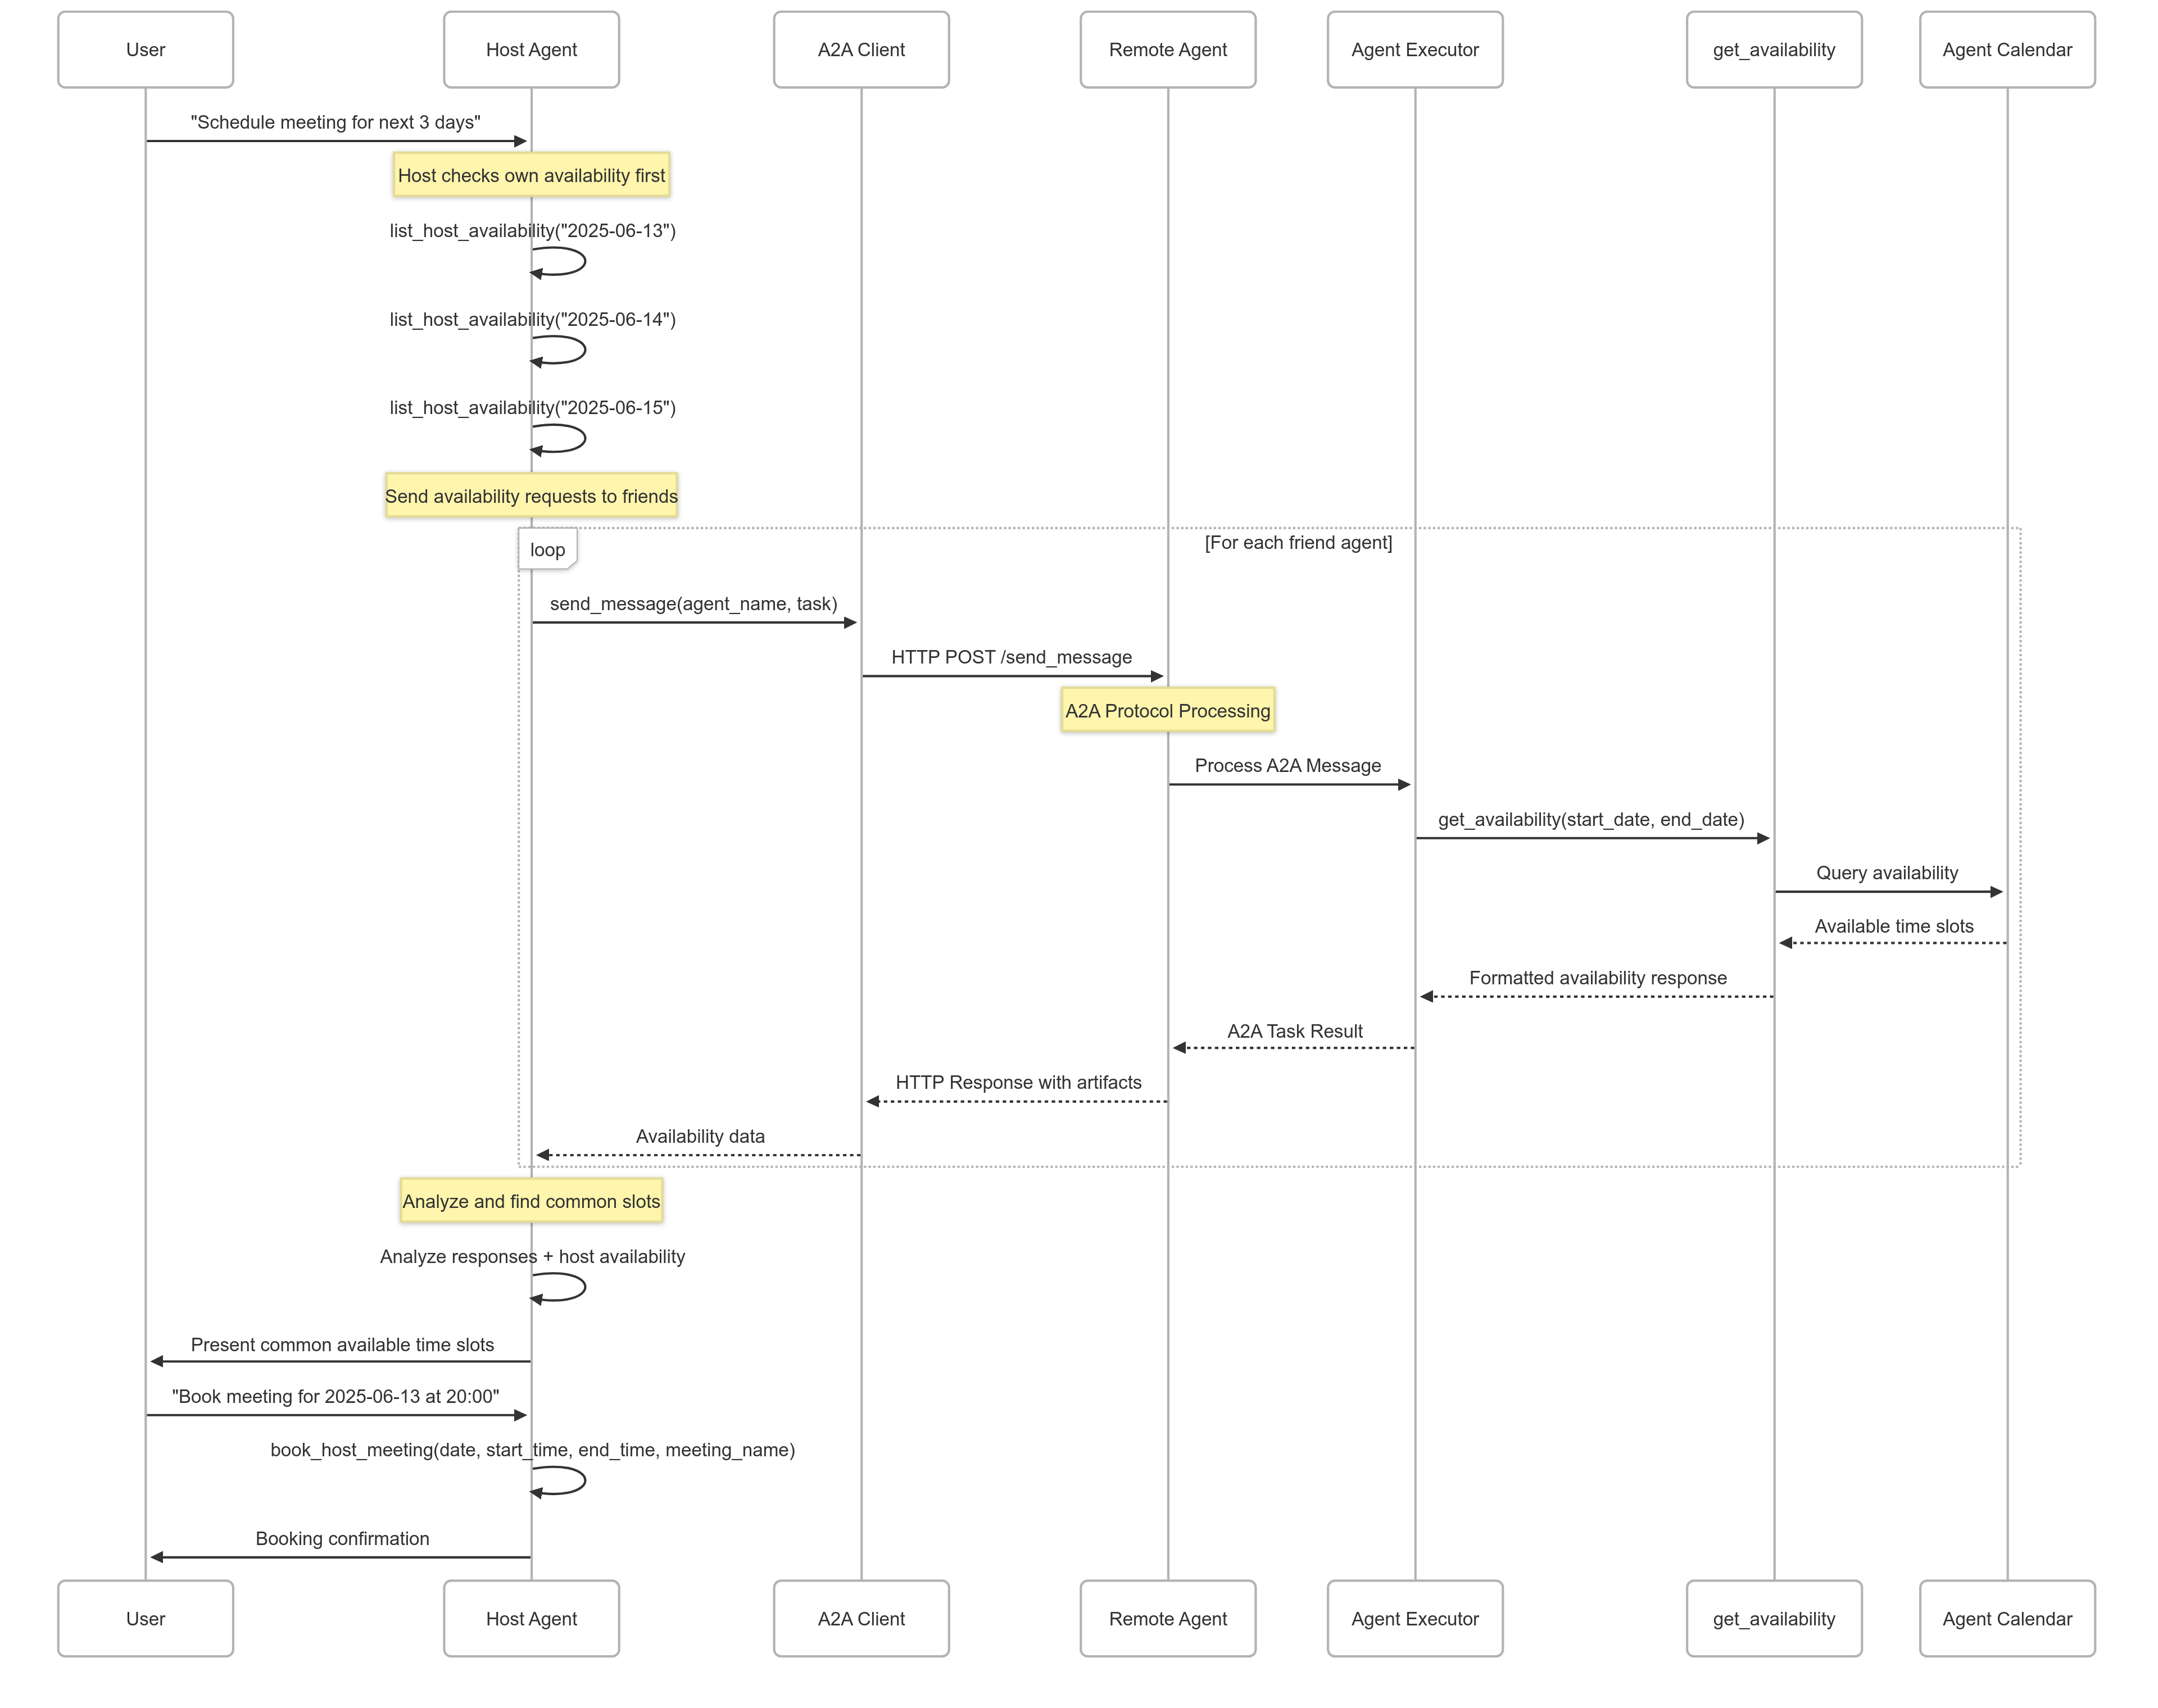 User
Host Agent
A2A Client
Remote Agent
Agent Executor
get_availability
Agent Calendar
"Schedule meeting for next 3 days"
Host checks own availability first
list_host_availability("2025-06-13")
list_host_availability("2025-06-14")
list_host_availability("2025-06-15")
Send availability requests to friends
loop
[For each friend agent]
send_message(agent_name, task)
HTTP POST /send_message
A2A Protocol Processing
Process A2A Message
get_availability(start_date, end_date)
Query availability
Available time slots
Formatted availability response
A2A Task Result
HTTP Response with artifacts
Availability data
Analyze and find common slots
Analyze responses + host availability
Present common available time slots
"Book meeting for 2025-06-13 at 20:00"
book_host_meeting(date, start_time, end_time, meeting_name)
Booking confirmation
User
Host Agent
A2A Client
Remote Agent
Agent Executor
get_availability
Agent Calendar